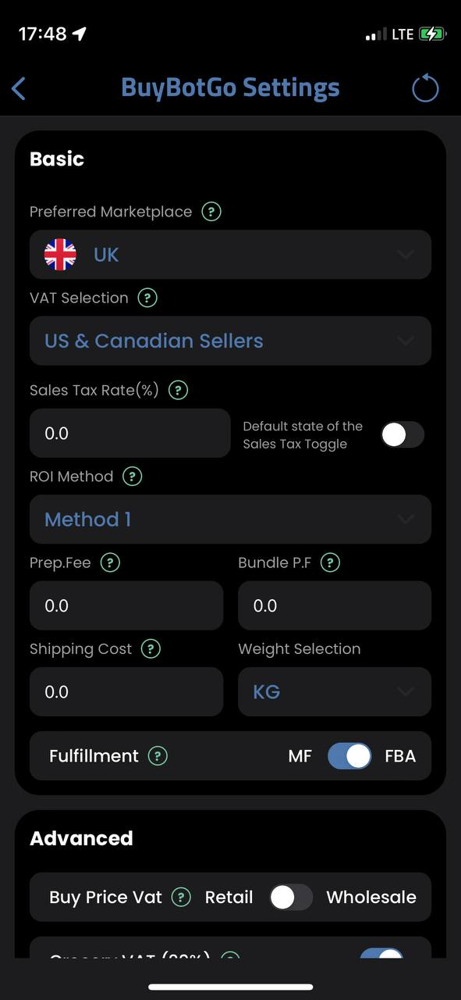 17:48
LTE
BuyBotGo Settings
Basic
Preferred Marketplace ?
UK
VAT Selection ?
US & Canadian Sellers
Sales Tax Rate(%) ?
0.0
Default state of the
Sales Tax Toggle
ROI Method ?
Method 1
Prep.Fee ? Bundle P.F ?
0.0 0.0
Shipping Cost ? Weight Selection
0.0 KG
Fulfillment ? MF FBA
Advanced
Buy Price Vat ? Retail Wholesale